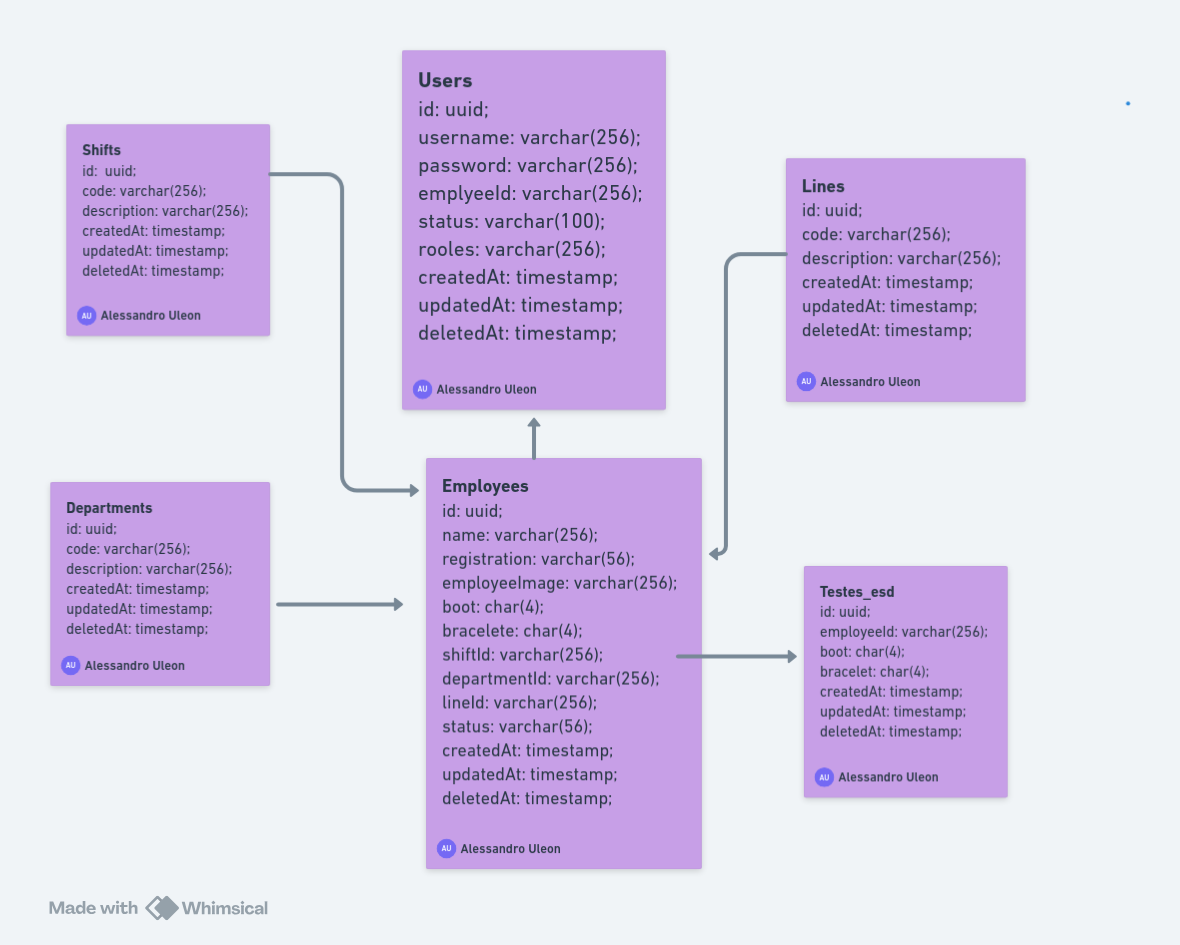 Users
id: uuid;
username: varchar(256);
password: varchar(256);
emplyeeId: varchar(256);
status: varchar(100);
rooles: varchar(256);
createdAt: timestamp;
updatedAt: timestamp;
deletedAt: timestamp;
AU Alessandro Uleon
Shifts
id:  uuid;
code: varchar(256);
description: varchar(256);
createdAt: timestamp;
updatedAt: timestamp;
deletedAt: timestamp;
AU Alessandro Uleon
Lines
id: uuid;
code: varchar(256);
description: varchar(256);
createdAt: timestamp;
updatedAt: timestamp;
deletedAt: timestamp;
AU Alessandro Uleon
Departments
id: uuid;
code: varchar(256);
description: varchar(256);
createdAt: timestamp;
updatedAt: timestamp;
deletedAt: timestamp;
AU Alessandro Uleon
Employees
id: uuid;
name: varchar(256);
registration: varchar(56);
employeeImage: varchar(256);
boot: char(4);
bracelete: char(4);
shiftId: varchar(256);
departmentId: varchar(256);
lineId: varchar(256);
status: varchar(56);
createdAt: timestamp;
updatedAt: timestamp;
deletedAt: timestamp;
AU Alessandro Uleon
Testes_esd
id: uuid;
employeeId: varchar(256);
boot: char(4);
bracelet: char(4);
createdAt: timestamp;
updatedAt: timestamp;
deletedAt: timestamp;
AU Alessandro Uleon
Made with Whimsical